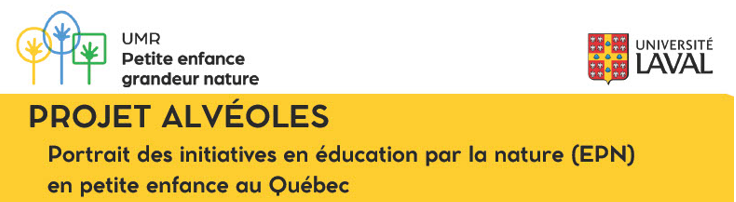 UMR
Petite enfance
grandeur nature
UNIVERSITÉ
LAVAL
PROJET ALVÉOLES
Portrait des initiatives en éducation par la nature (EPN)
en petite enfance au Québec